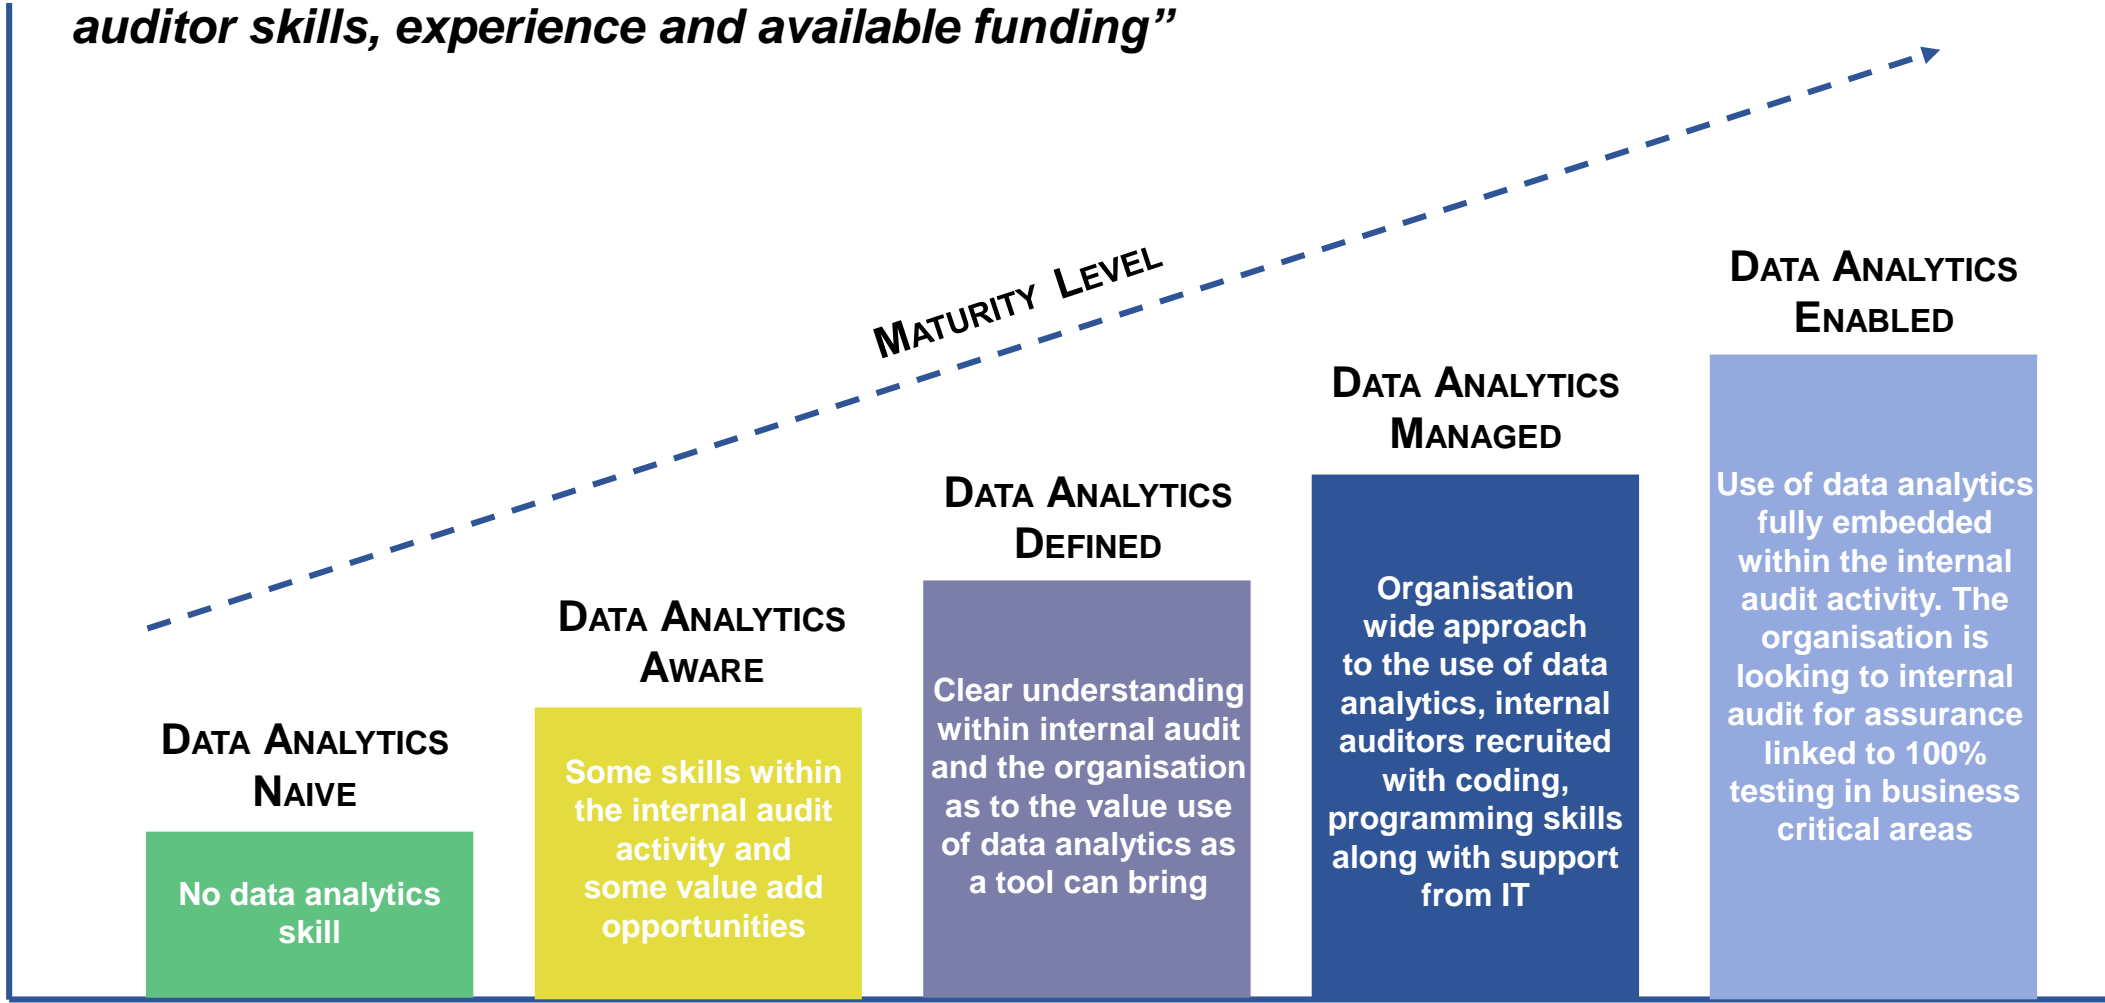 auditor skills, experience and available funding”
Maturity Level
Data Analytics
Naive
No data analytics
skill
Data Analytics
Aware
Some skills within
the internal audit
activity and
some value add
opportunities
Data Analytics
Defined
Clear understanding
within internal audit
and the organisation
as to the value use
of data analytics as
a tool can bring
Data Analytics
Managed
Organisation
wide approach
to the use of data
analytics, internal
auditors recruited
with coding,
programming skills
along with support
from IT
Data Analytics
Enabled
Use of data analytics
fully embedded
within the internal
audit activity. The
organisation is
looking to internal
audit for assurance
linked to 100%
testing in business
critical areas